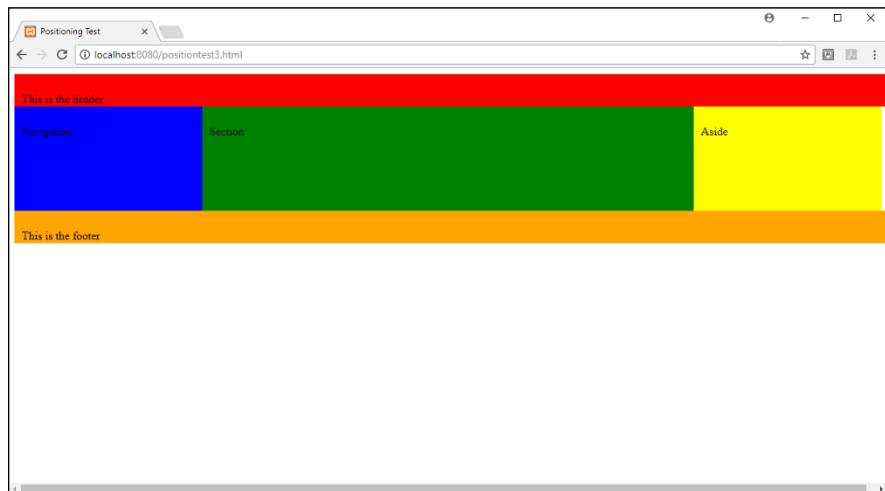 Positioning Test
localhost:8080/positiontest3.html
This is the header
Navigation Section Aside
This is the footer